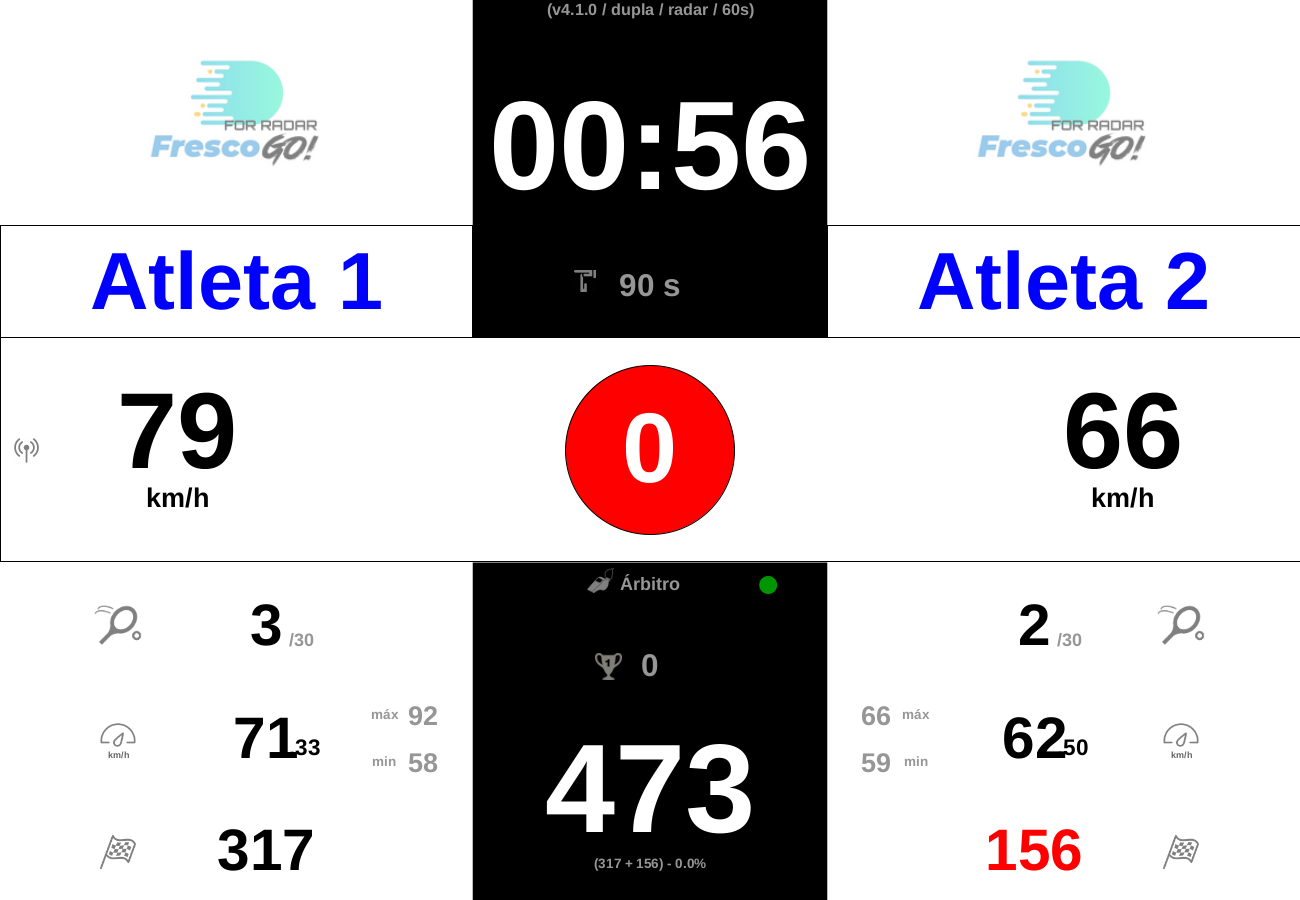 (v4.1.0 / dupla / radar / 60s)
FOR RADAR
FrescoGO!
00:56
FOR RADAR
FrescoGO!
Atleta 1
90 s
Atleta 2
79
km/h
0
66
km/h
Árbitro
3 /30
2 /30
0
máx 92
66 máx
71 33
62 50
km/h
km/h
min 58
59 min
473
317
156
(317 + 156) - 0.0%